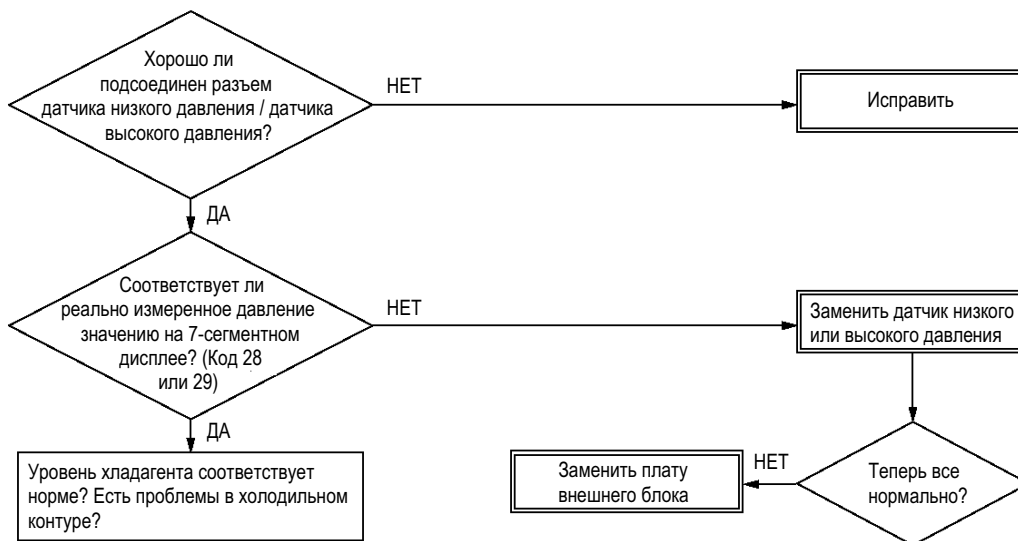 Хорошо ли
подсоединен разъем
датчика низкого давления / датчика
высокого давления?
НЕТ
Исправить
ДА
Соответствует ли
реально измеренное давление
значению на 7-сегментном
дисплее? (Код 28
или 29)
НЕТ
Заменить датчик низкого
или высокого давления
ДА
Уровень хладагента соответствует
норме? Есть проблемы в холодильном
контуре?
Теперь все
нормально?
НЕТ
Заменить плату
внешнего блока